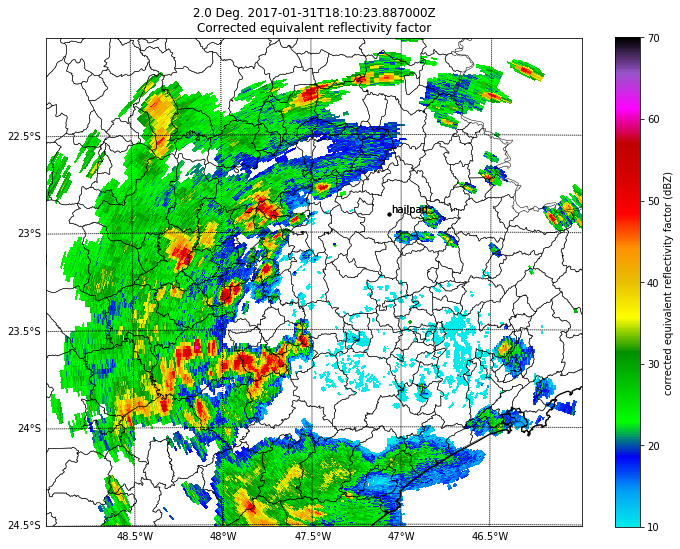 2.0 Deg. 2017-01-31T18:10:23.887000Z
Corrected equivalent reflectivity factor
22.5°S
23°S
23.5°S
24°S
24.5°S
48.5°W
48°W
47.5°W
47°W
46.5°W
hailpad
70
60
50
40
30
20
10
corrected equivalent reflectivity factor (dBZ)